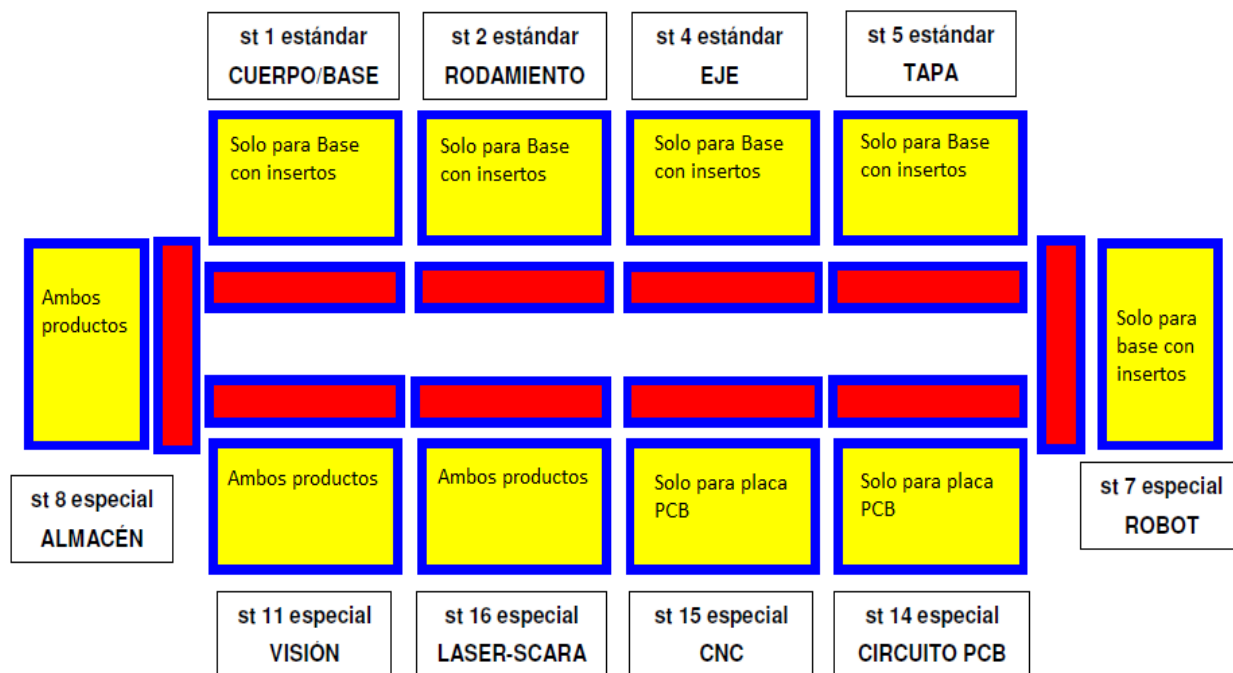 st 1 estándar
CUERPO/BASE
st 2 estándar
RODAMIENTO
st 4 estándar
EJE
st 5 estándar
TAPA
Solo para Base
con insertos
Solo para Base
con insertos
Solo para Base
con insertos
Solo para Base
con insertos
Ambos
productos
Solo para
base con
insertos
Ambos productos
Ambos productos
Solo para placa
PCB
Solo para placa
PCB
st 8 especial
ALMACÉN
st 7 especial
ROBOT
st 11 especial
VISIÓN
st 16 especial
LASER-SCARA
st 15 especial
CNC
st 14 especial
CIRCUITO PCB